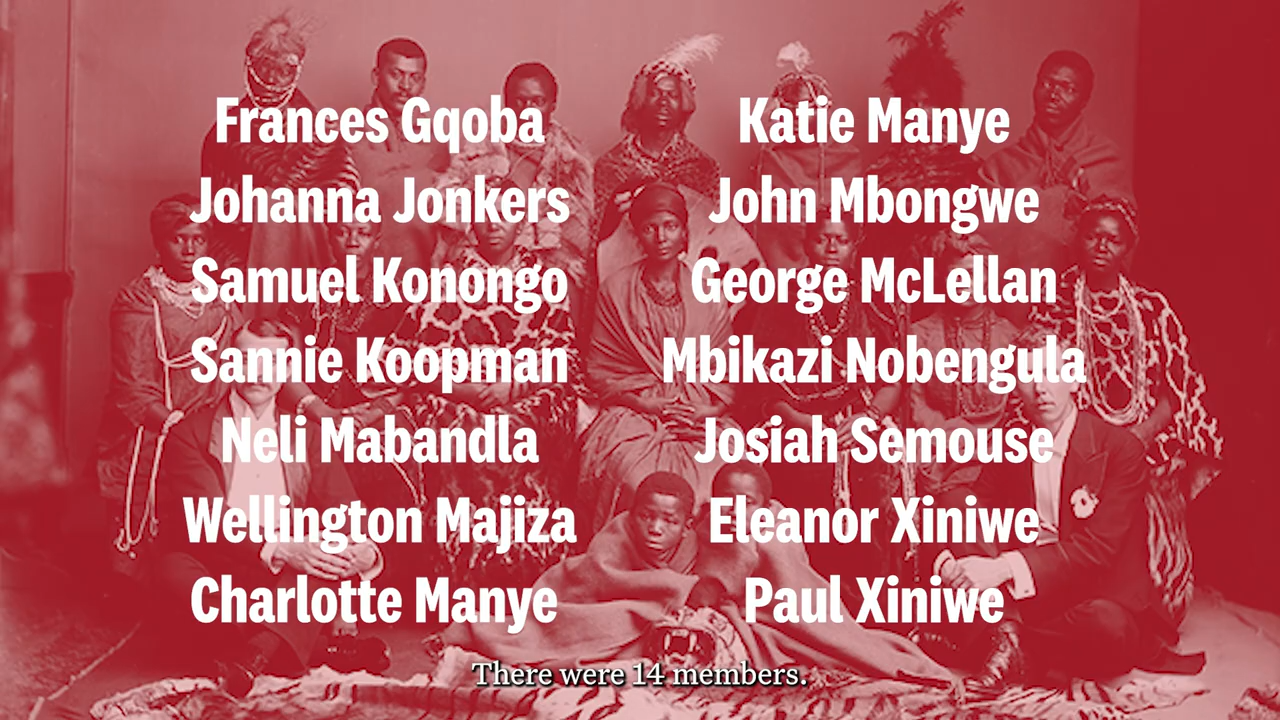 Frances Gqoba
Johanna Jonkers
Samuel Konongo
Sannie Koopman
Neli Mabandla
Wellington Majiza
Charlotte Manye
Katie Manye
John Mbongwe
George McLellan
Mbikazi Nobengula
Josiah Semouse
Eleanor Xiniwe
Paul Xiniwe
There were 14 members.